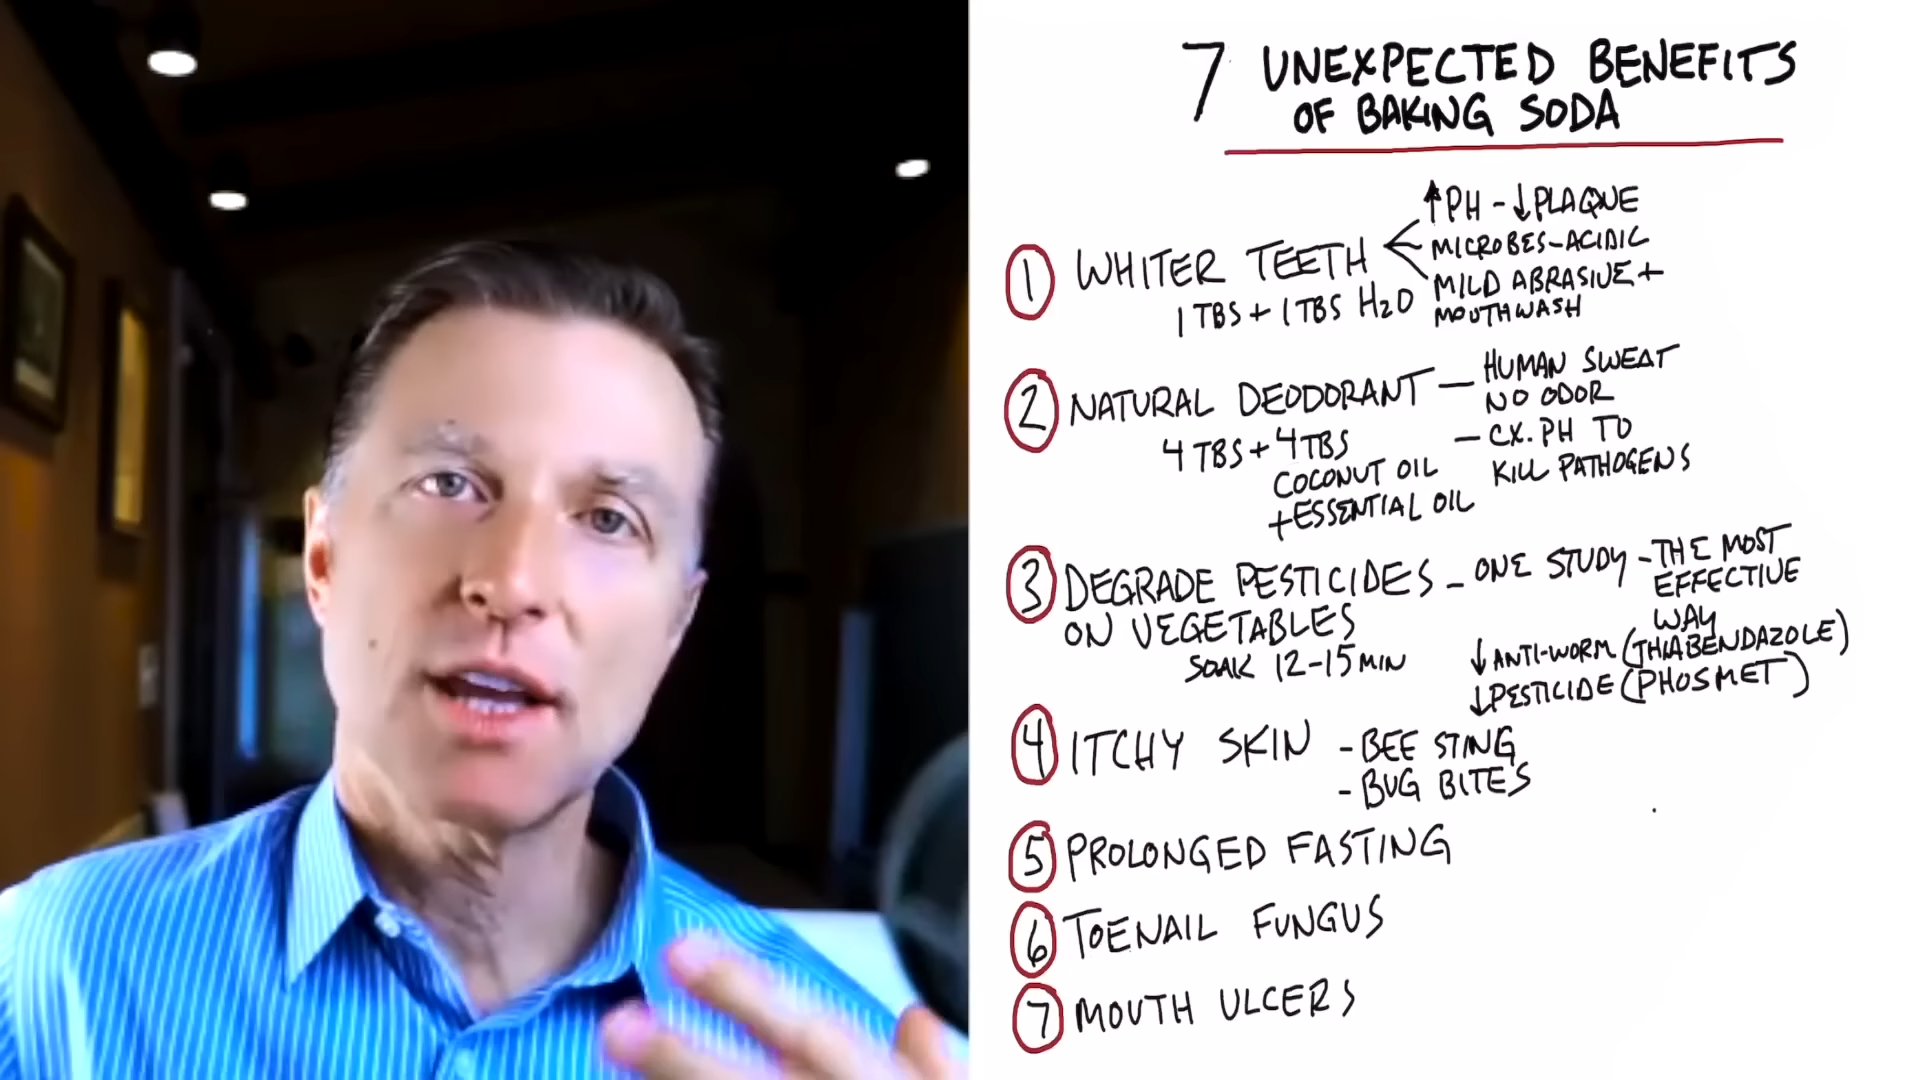 7 UNEXPECTED BENEFITS
OF BAKING SODA
1 WHITER TEETH
↑PH - ↓PLAQUE
MICROBES-ACIDIC
MILD ABRASIVE +
MOUTHWASH
1 TBS + 1 TBS H2O
2 NATURAL DEODORANT - HUMAN SWEAT
NO ODOR
4 TBS + 4 TBS
COCONUT OIL
+ESSENTIAL OIL
- CX. PH TO
KILL PATHOGENS
3 DEGRADE PESTICIDES - ONE STUDY - THE MOST
EFFECTIVE
WAY
ON VEGETABLES
SOAK 12-15 MIN
↓ANTI-WORM (THIABENDAZOLE)
↓PESTICIDE (PHOSMET)
4 ITCHY SKIN - BEE STING
- BUG BITES
5 PROLONGED FASTING
6 TOENAIL FUNGUS
7 MOUTH ULCERS